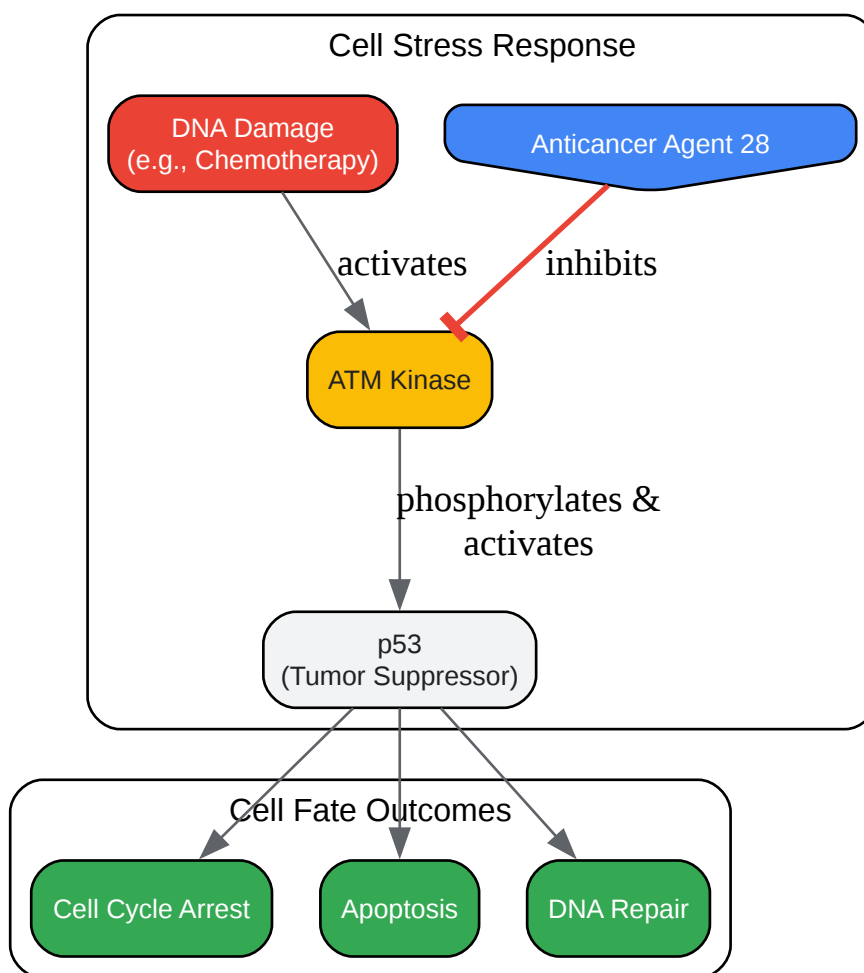 Cell Stress Response
DNA Damage
(e.g., Chemotherapy)
Anticancer Agent 28
activates
inhibits
ATM Kinase
phosphorylates &
activates
p53
(Tumor Suppressor)
Cell Fate Outcomes
Cell Cycle Arrest
Apoptosis
DNA Repair